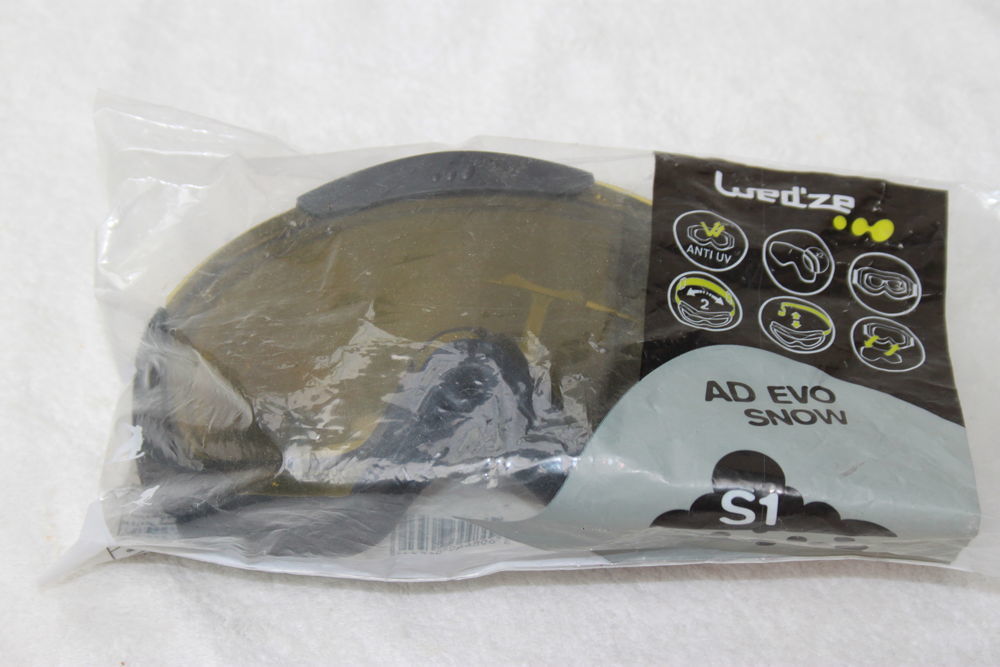 wed'ze
ANTI UV
2
AD EVO
SNOW
S1